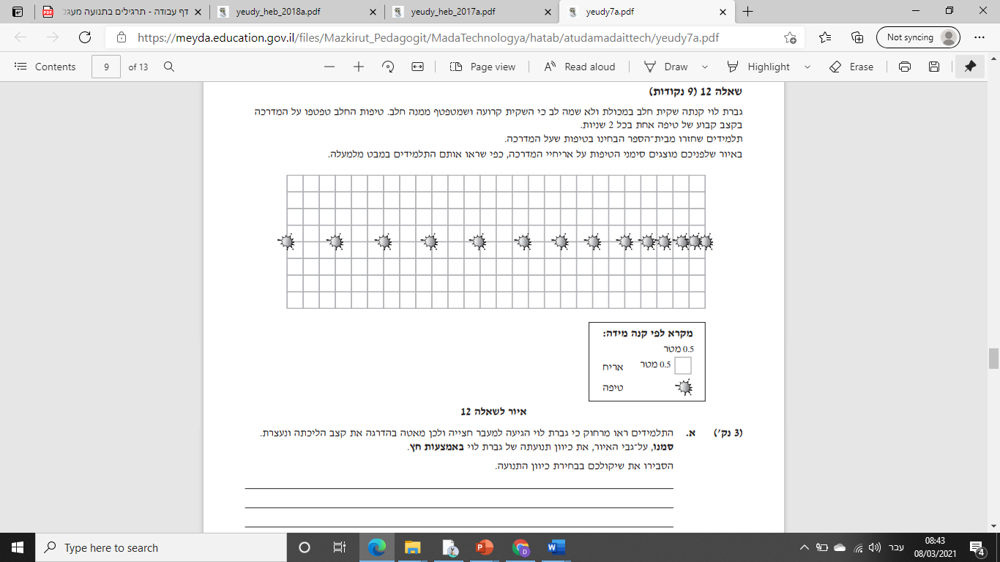 דף עבודה - תרגילים בתנועה מעגל
yeudy_heb_2018a.pdf
yeudy_heb_2017a.pdf
yeudy7a.pdf
https://meyda.education.gov.il/files/Mazkirut_Pedagogit/MadaTechnologya/hatab/atudamadaittech/yeudy7a.pdf
Not syncing
Contents
9
of 13
Page view
Read aloud
Draw
Highlight
Erase
שאלה 12 (9 נקודות)
גברת לוי קנתה שקית חלב במכולת ולא שמה לב כי השקית קרועה ושמטפטף ממנה חלב. טיפות החלב טפטפו על המדרכה
בקצב קבוע של טיפה אחת בכל 2 שניות.
תלמידים שחזרו מבית־הספר הבחינו בטיפות שעל המדרכה.
באיור שלפניכם מוצגים סימני הטיפות על אריחיי המדרכה, כפי שראו אותם התלמידים במבט מלמעלה.
מקרא לפי קנה מידה:
0.5 מטר
0.5 מטר אריח
טיפה
איור לשאלה 12
(3 נק') א. התלמידים ראו מרחוק כי גברת לוי הגיעה למעבר חצייה ולכן מאטה בהדרגה את קצב הליכתה ונעצרת.
סמנו, על־גבי האיור, את כיוון תנועתה של גברת לוי באמצעות חץ.
הסבירו את שיקולכם בבחירת כיוון התנועה.
Type here to search
עבר
08:43
08/03/2021
4